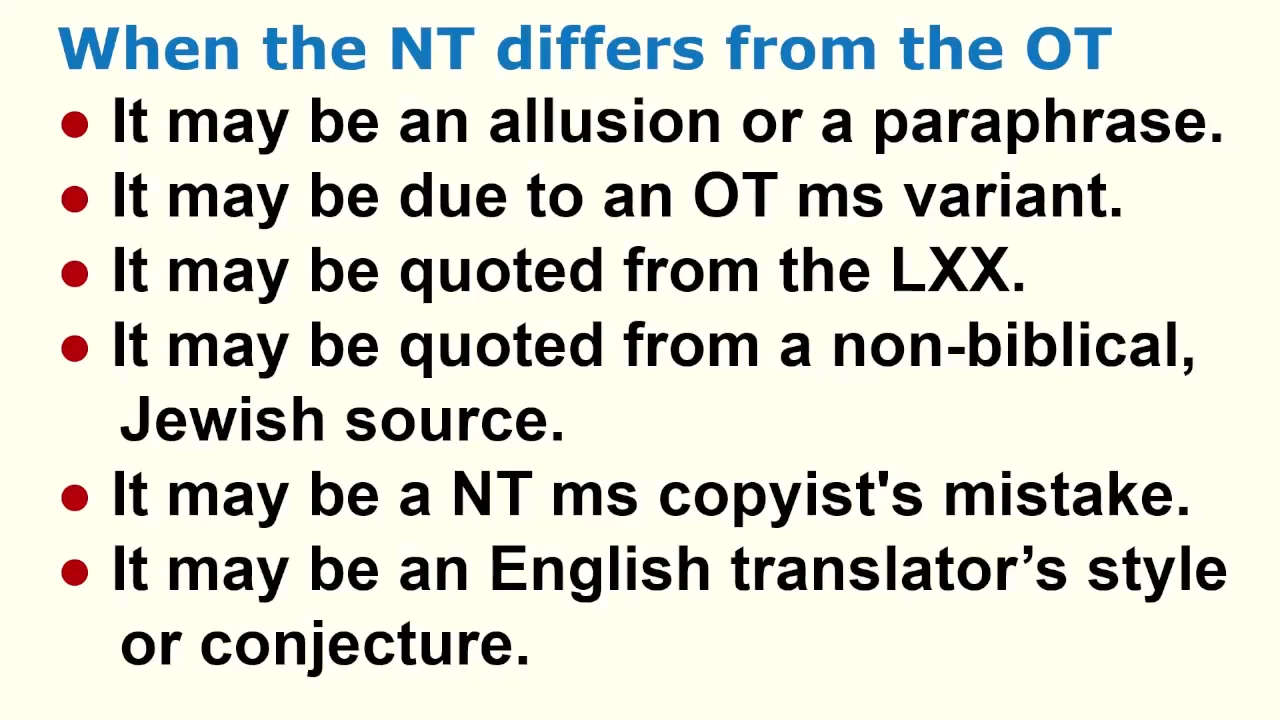 When the NT differs from the OT
● It may be an allusion or a paraphrase.
● It may be due to an OT ms variant.
● It may be quoted from the LXX.
● It may be quoted from a non-biblical,
Jewish source.
● It may be a NT ms copyist's mistake.
● It may be an English translator’s style
or conjecture.